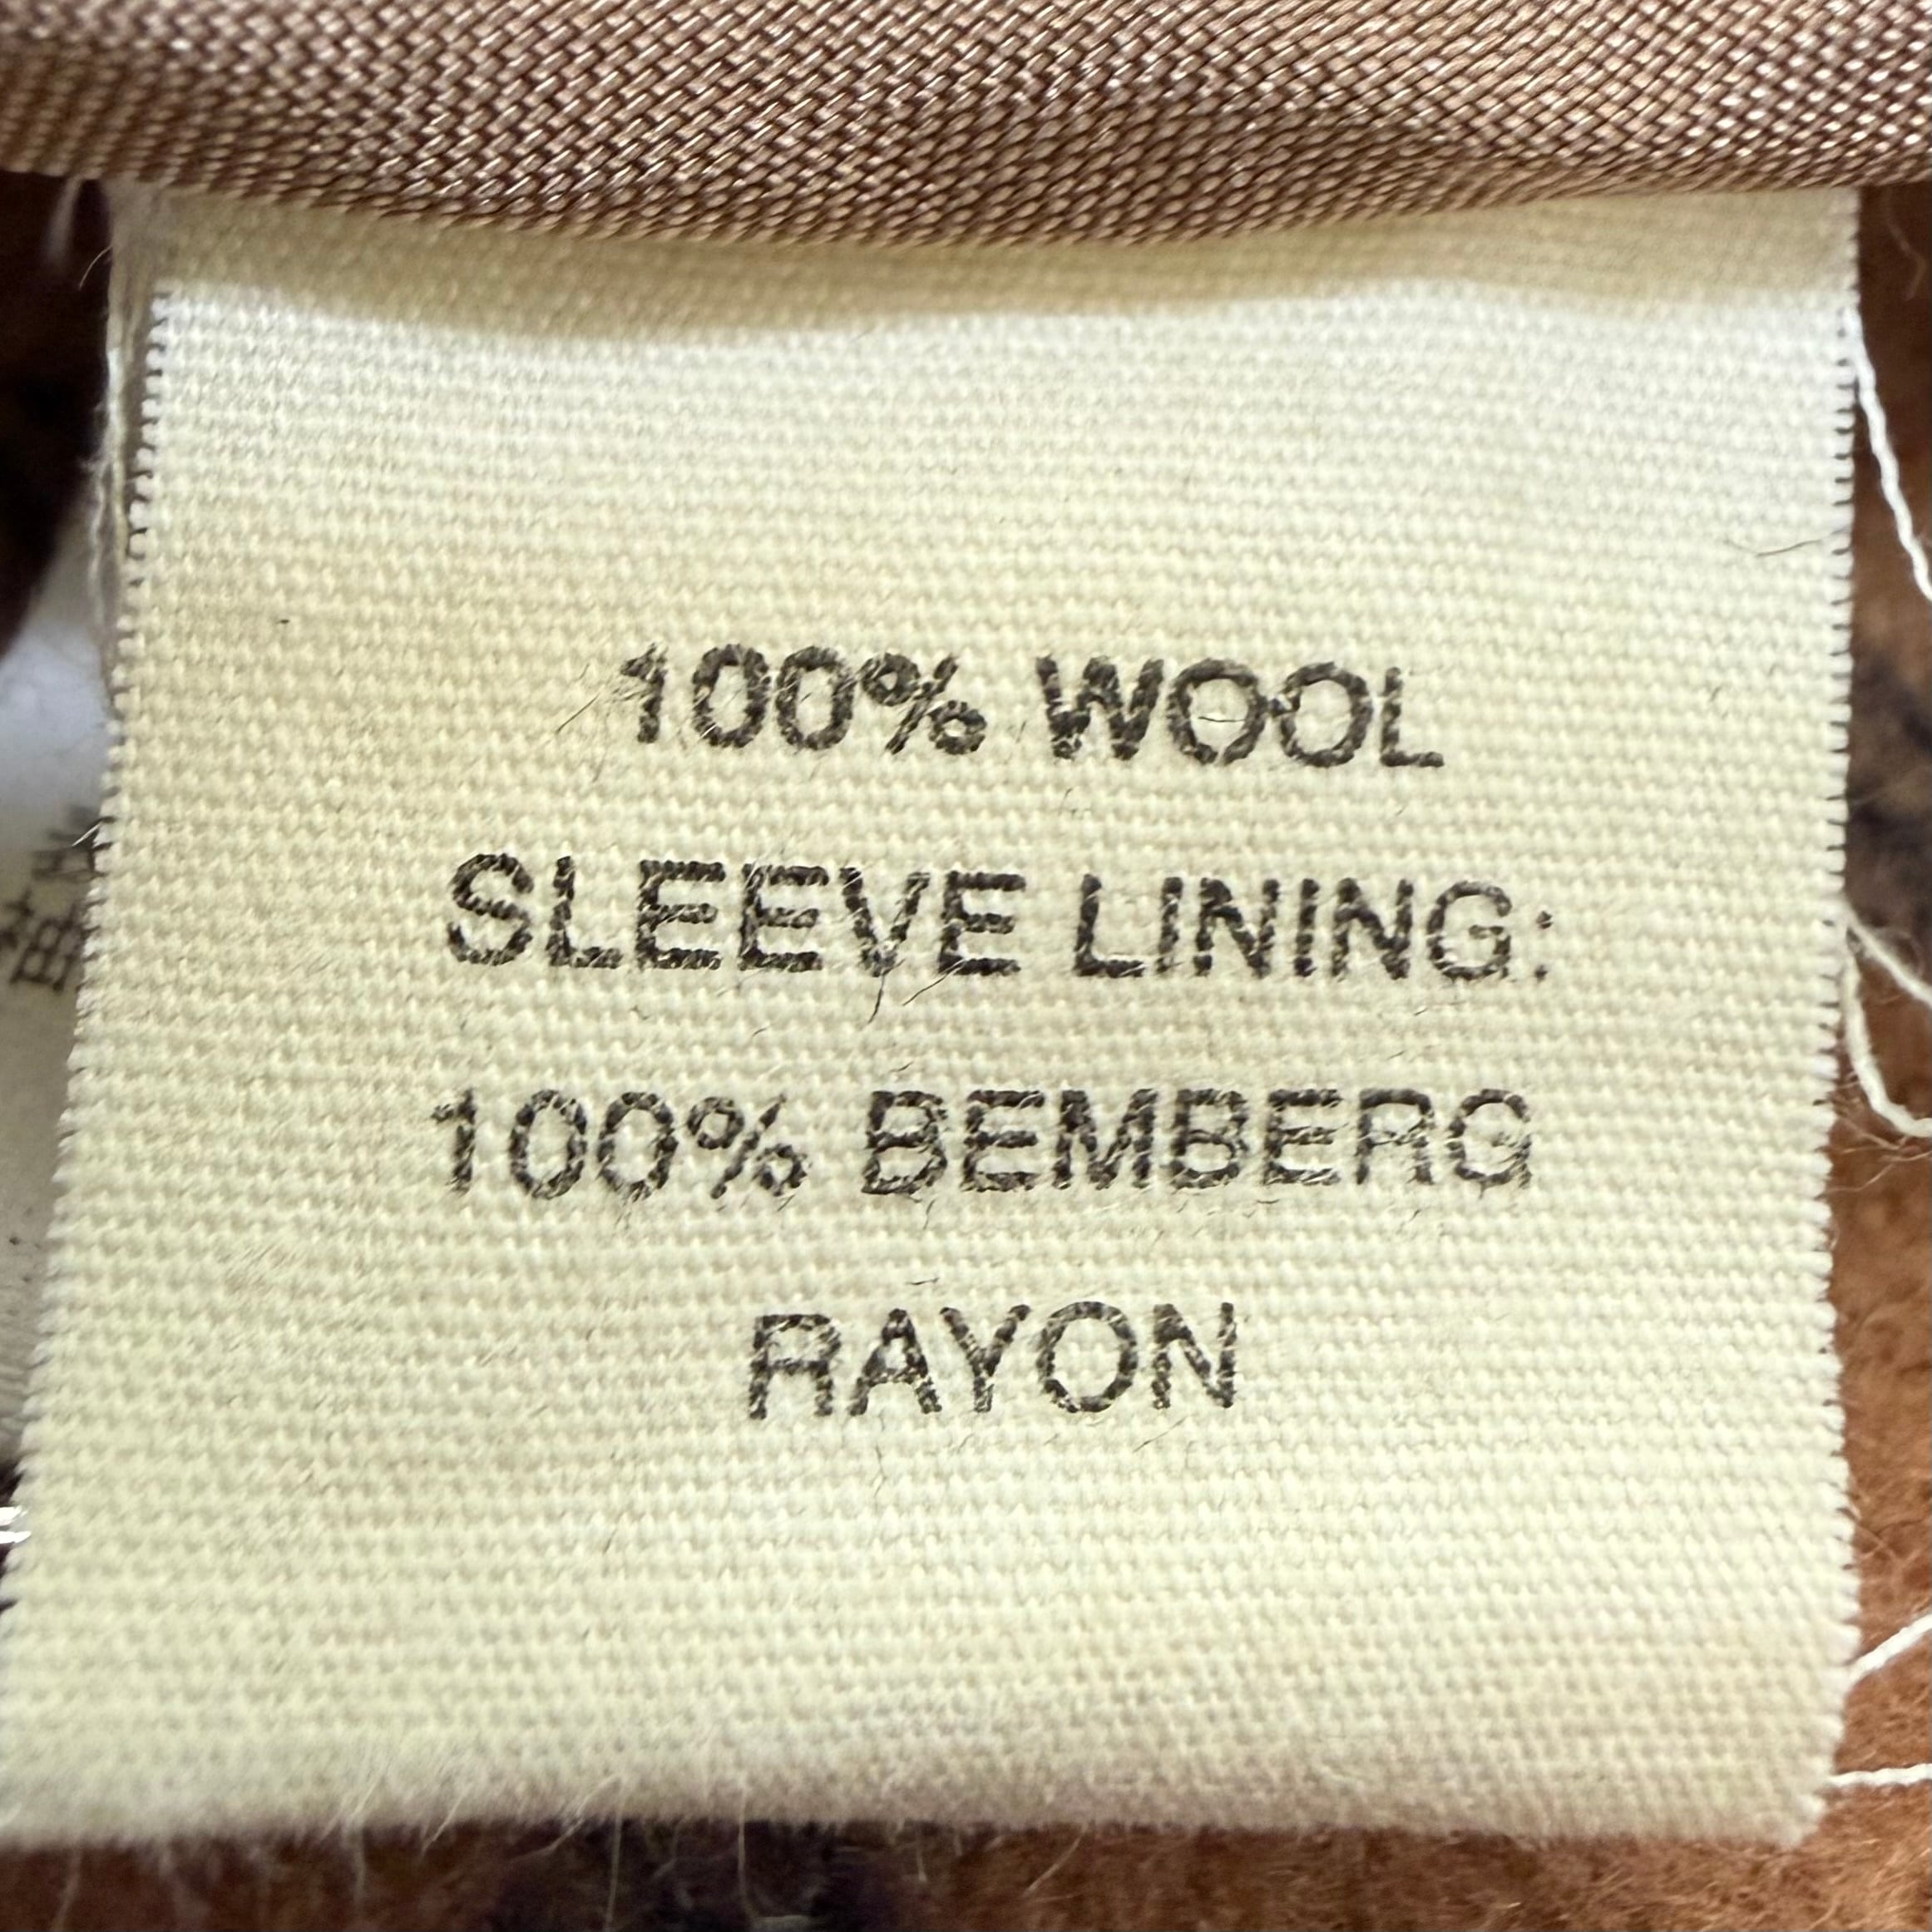 100% WOOL
SLEEVE LINING:
100% BEMBERG
RAYON